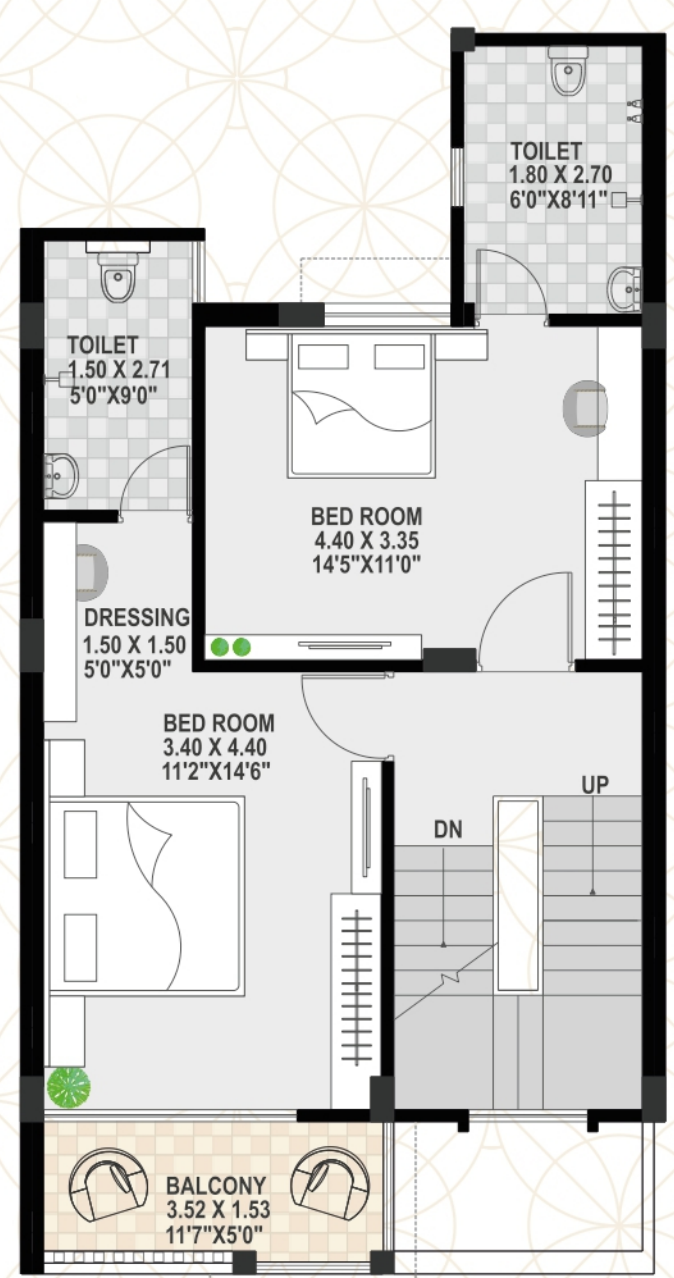 TOILET
1.80 X 2.70
6'0"X8'11"
TOILET
1.50 X 2.71
5'0"X9'0"
BED ROOM
4.40 X 3.35
14'5"X11'0"
DRESSING
1.50 X 1.50
5'0"X5'0"
BED ROOM
3.40 X 4.40
11'2"X14'6"
UP
DN
BALCONY
3.52 X 1.53
11'7"X5'0"